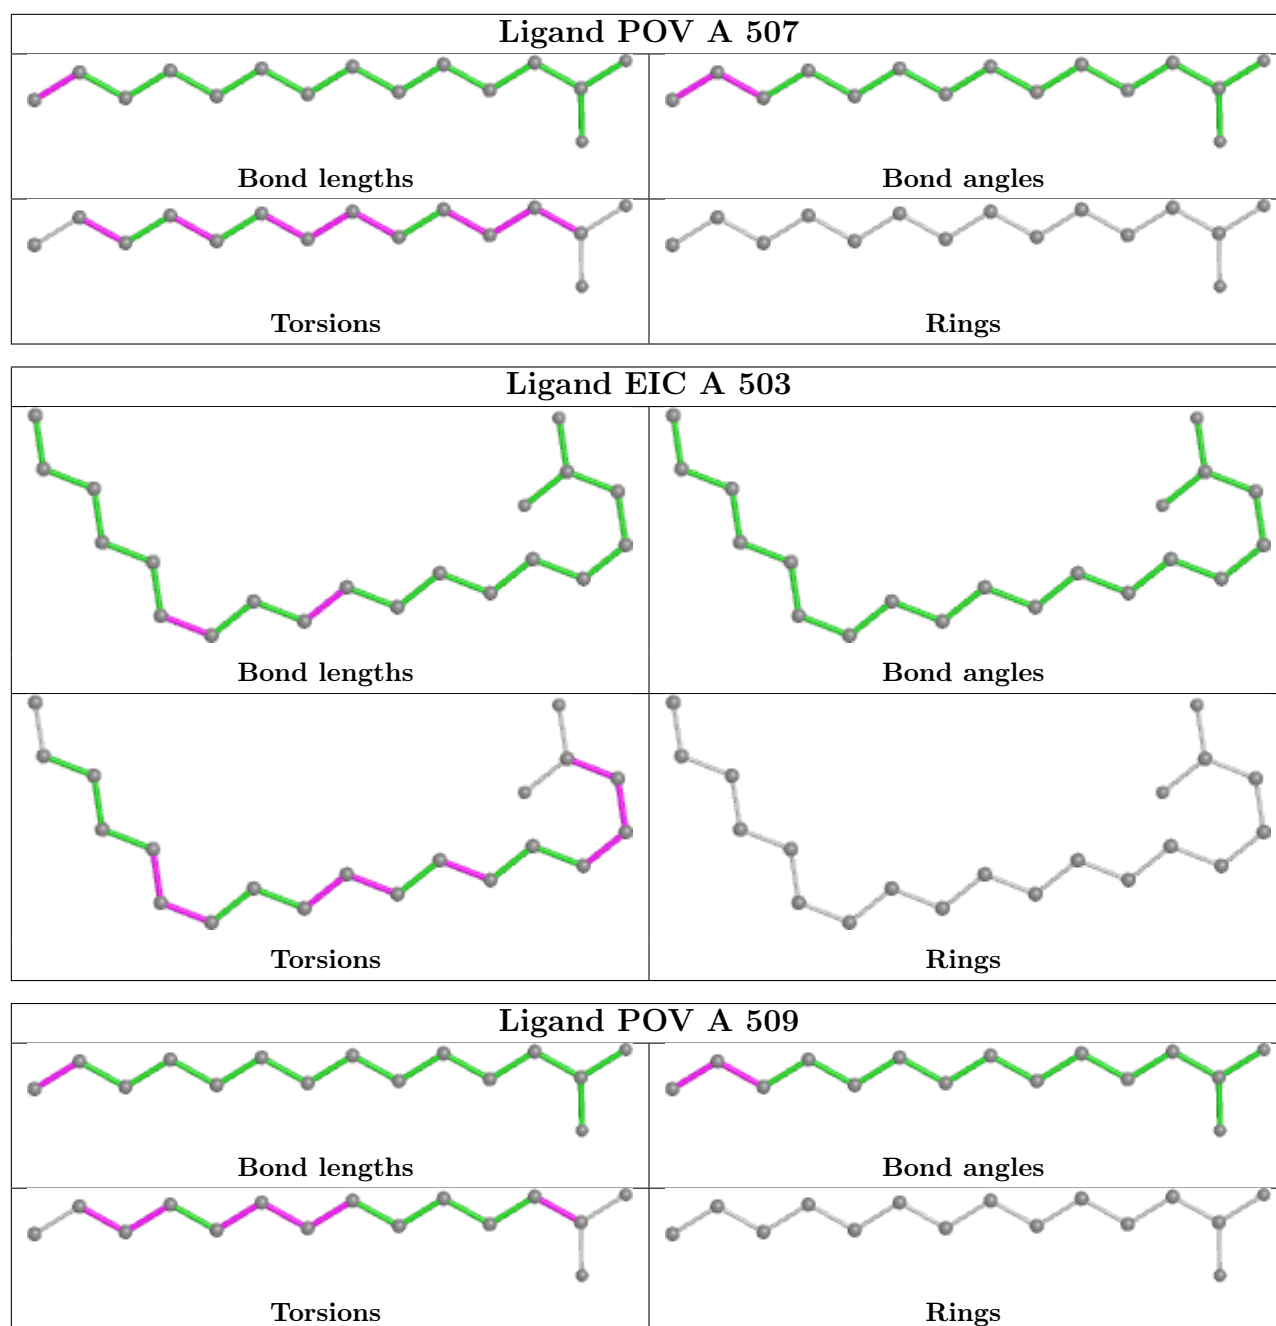 Ligand POV A 507
Bond lengths
Bond angles
Torsions
Rings
Ligand EIC A 503
Bond lengths
Bond angles
Torsions
Rings
Ligand POV A 509
Bond lengths
Bond angles
Torsions
Rings